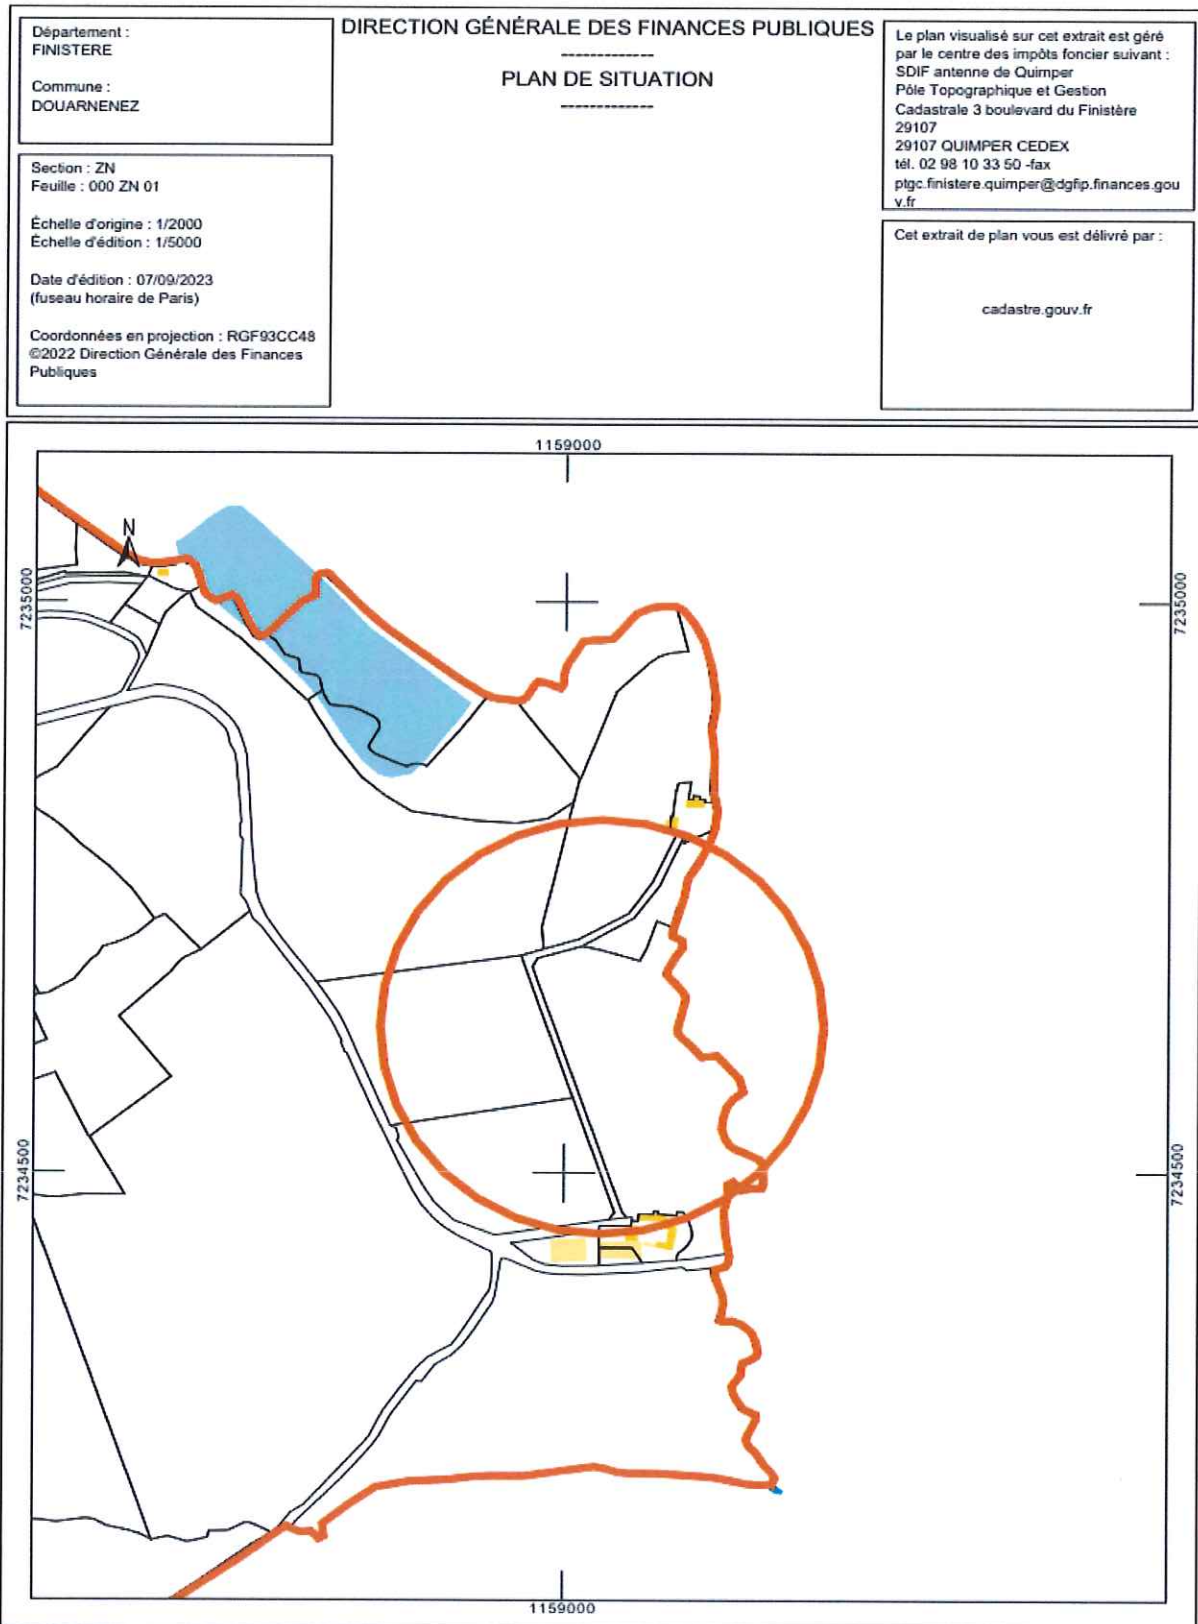 Département :
FINISTERE
Commune :
DOUARNENEZ
Section : ZN
Feuille : 000 ZN 01
Échelle d'origine : 1/2000
Échelle d'édition : 1/5000
Date d'édition : 07/09/2023
(fuseau horaire de Paris)
Coordonnées en projection : RGF93CC48
©2022 Direction Générale des Finances
Publiques
DIRECTION GÉNÉRALE DES FINANCES PUBLIQUES
-------------
PLAN DE SITUATION
-------------
Le plan visualisé sur cet extrait est géré
par le centre des impôts foncier suivant :
SDIF antenne de Quimper
Pôle Topographique et Gestion
Cadastrale 3 boulevard du Finistère
29107
29107 QUIMPER CEDEX
tél. 02 98 10 33 50 -fax
ptgc.finistere.quimper@dgfip.finances.gou
v.fr
Cet extrait de plan vous est délivré par :
cadastre.gouv.fr
1159000
N
7235000
7235000
7234500
7234500
1159000